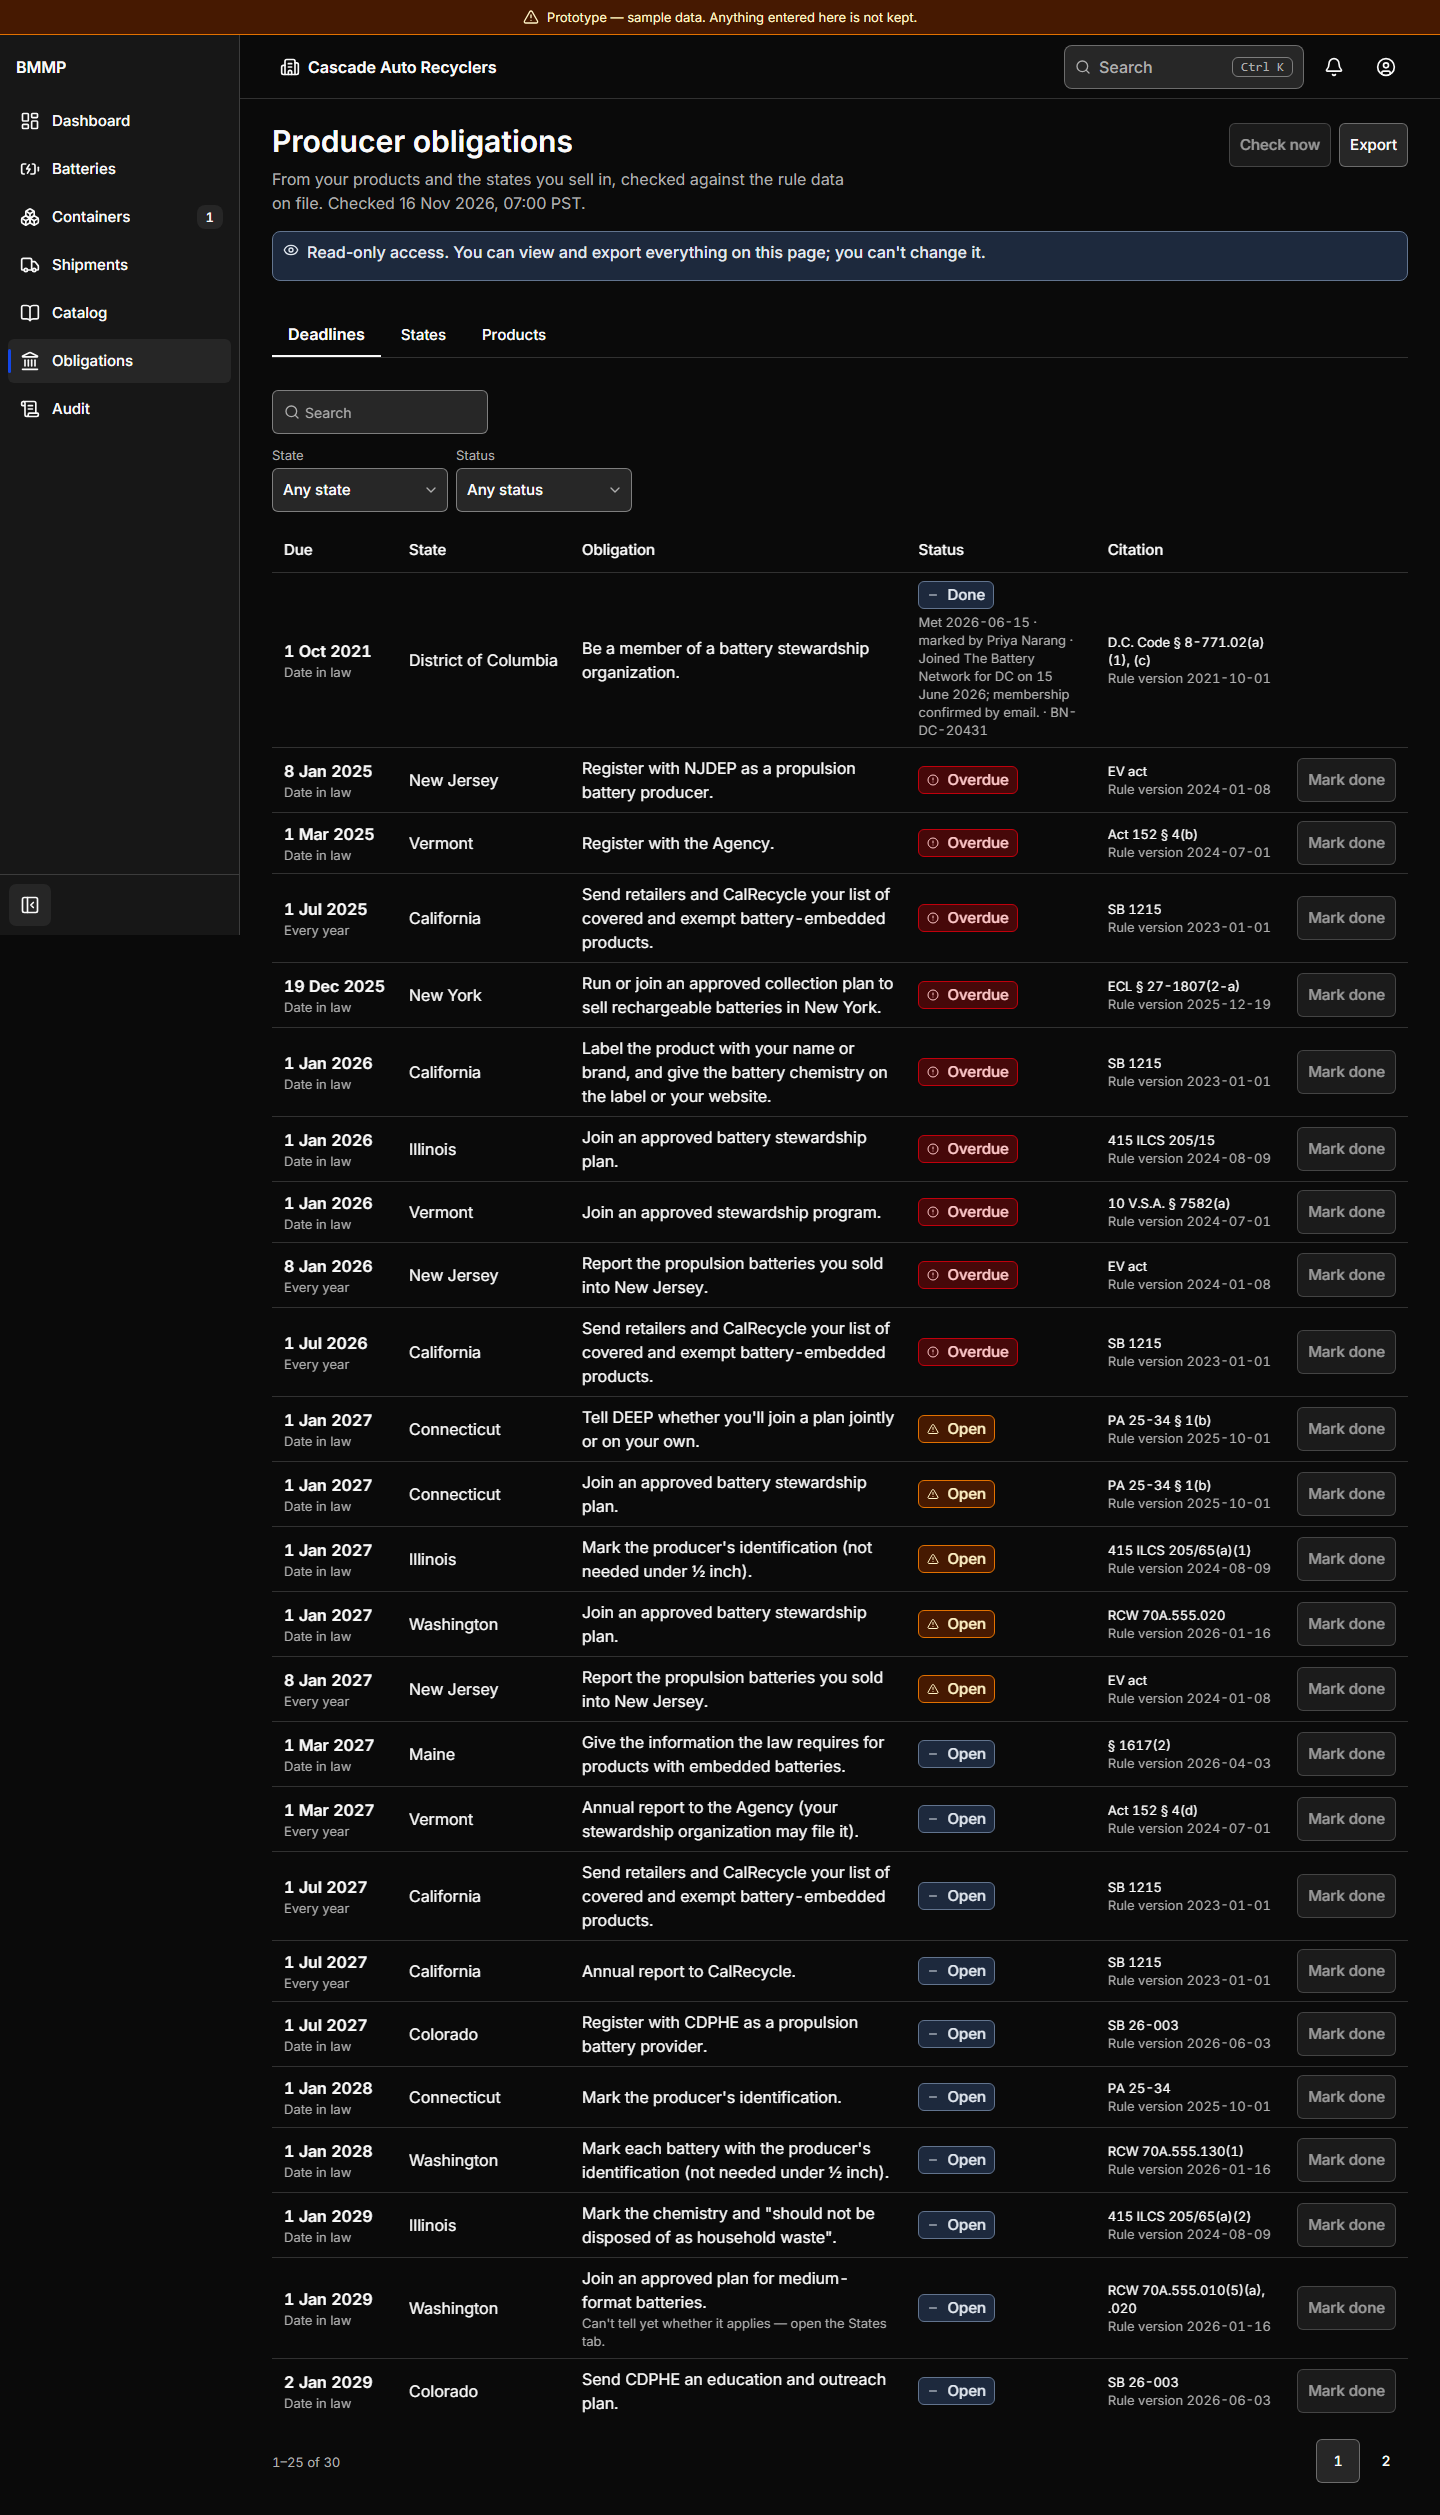 Prototype — sample data. Anything entered here is not kept.
BMMP
Cascade Auto Recyclers
Search
Ctrl K
Dashboard
Batteries
Containers
1
Shipments
Catalog
Obligations
Audit
Producer obligations
Check now
Export
From your products and the states you sell in, checked against the rule data
on file. Checked 16 Nov 2026, 07:00 PST.
Read-only access. You can view and export everything on this page; you can't change it.
Deadlines
States
Products
Search
State
Status
Any state
Any status
Due
State
Obligation
Status
Citation
1 Oct 2021
Date in law
District of Columbia
Be a member of a battery stewardship
organization.
Done
Met 2026-06-15 ·
marked by Priya Narang ·
Joined The Battery
Network for DC on 15
June 2026; membership
confirmed by email. · BN-
DC-20431
D.C. Code § 8-771.02(a)
(1), (c)
Rule version 2021-10-01
8 Jan 2025
Date in law
New Jersey
Register with NJDEP as a propulsion
battery producer.
Overdue
EV act
Rule version 2024-01-08
Mark done
1 Mar 2025
Date in law
Vermont
Register with the Agency.
Overdue
Act 152 § 4(b)
Rule version 2024-07-01
Mark done
1 Jul 2025
Every year
California
Send retailers and CalRecycle your list of
covered and exempt battery-embedded
products.
Overdue
SB 1215
Rule version 2023-01-01
Mark done
19 Dec 2025
Date in law
New York
Run or join an approved collection plan to
sell rechargeable batteries in New York.
Overdue
ECL § 27-1807(2-a)
Rule version 2025-12-19
Mark done
1 Jan 2026
Date in law
California
Label the product with your name or
brand, and give the battery chemistry on
the label or your website.
Overdue
SB 1215
Rule version 2023-01-01
Mark done
1 Jan 2026
Date in law
Illinois
Join an approved battery stewardship
plan.
Overdue
415 ILCS 205/15
Rule version 2024-08-09
Mark done
1 Jan 2026
Date in law
Vermont
Join an approved stewardship program.
Overdue
10 V.S.A. § 7582(a)
Rule version 2024-07-01
Mark done
8 Jan 2026
Every year
New Jersey
Report the propulsion batteries you sold
into New Jersey.
Overdue
EV act
Rule version 2024-01-08
Mark done
1 Jul 2026
Every year
California
Send retailers and CalRecycle your list of
covered and exempt battery-embedded
products.
Overdue
SB 1215
Rule version 2023-01-01
Mark done
1 Jan 2027
Date in law
Connecticut
Tell DEEP whether you'll join a plan jointly
or on your own.
Open
PA 25-34 § 1(b)
Rule version 2025-10-01
Mark done
1 Jan 2027
Date in law
Connecticut
Join an approved battery stewardship
plan.
Open
PA 25-34 § 1(b)
Rule version 2025-10-01
Mark done
1 Jan 2027
Date in law
Illinois
Mark the producer's identification (not
needed under ½ inch).
Open
415 ILCS 205/65(a)(1)
Rule version 2024-08-09
Mark done
1 Jan 2027
Date in law
Washington
Join an approved battery stewardship
plan.
Open
RCW 70A.555.020
Rule version 2026-01-16
Mark done
8 Jan 2027
Every year
New Jersey
Report the propulsion batteries you sold
into New Jersey.
Open
EV act
Rule version 2024-01-08
Mark done
1 Mar 2027
Date in law
Maine
Give the information the law requires for
products with embedded batteries.
Open
§ 1617(2)
Rule version 2026-04-03
Mark done
1 Mar 2027
Every year
Vermont
Annual report to the Agency (your
stewardship organization may file it).
Open
Act 152 § 4(d)
Rule version 2024-07-01
Mark done
1 Jul 2027
Every year
California
Send retailers and CalRecycle your list of
covered and exempt battery-embedded
products.
Open
SB 1215
Rule version 2023-01-01
Mark done
1 Jul 2027
Every year
California
Annual report to CalRecycle.
Open
SB 1215
Rule version 2023-01-01
Mark done
1 Jul 2027
Date in law
Colorado
Register with CDPHE as a propulsion
battery provider.
Open
SB 26-003
Rule version 2026-06-03
Mark done
1 Jan 2028
Date in law
Connecticut
Mark the producer's identification.
Open
PA 25-34
Rule version 2025-10-01
Mark done
1 Jan 2028
Date in law
Washington
Mark each battery with the producer's
identification (not needed under ½ inch).
Open
RCW 70A.555.130(1)
Rule version 2026-01-16
Mark done
1 Jan 2029
Date in law
Illinois
Mark the chemistry and "should not be
disposed of as household waste".
Open
415 ILCS 205/65(a)(2)
Rule version 2024-08-09
Mark done
1 Jan 2029
Date in law
Washington
Join an approved plan for medium-
format batteries.
Can't tell yet whether it applies — open the States
tab.
Open
RCW 70A.555.010(5)(a),
.020
Rule version 2026-01-16
Mark done
2 Jan 2029
Date in law
Colorado
Send CDPHE an education and outreach
plan.
Open
SB 26-003
Rule version 2026-06-03
Mark done
1–25 of 30
1
2